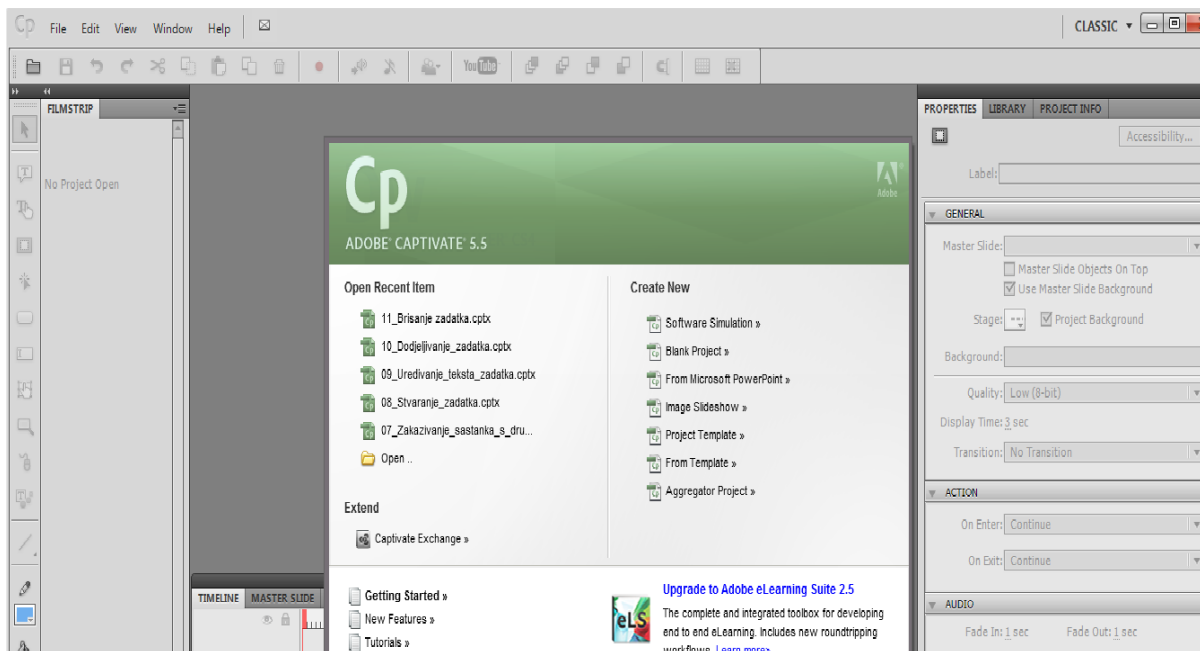 Cp File Edit View Window Help CLASSIC
You Tube
FILMSTRIP
No Project Open
Cp
Adobe
ADOBE® CAPTIVATE® 5.5
Open Recent Item
11_Brisanje zadatka.cptx
10_Dodjeljivanje_zadatka.cptx
09_Uredivanje_teksta_zadatka.cptx
08_Stvaranje_zadatka.cptx
07_Zakazivanje_sastanka_s_dru...
Open ..
Extend
Captivate Exchange »
Create New
Software Simulation »
Blank Project »
From Microsoft PowerPoint »
Image Slideshow »
Project Template »
From Template »
Aggregator Project »
Getting Started »
New Features »
Tutorials »
eLS
Upgrade to Adobe eLearning Suite 2.5
The complete and integrated toolbox for developing
end to end eLearning. Includes new roundtripping
workflows. Learn more»
TIMELINE MASTER SLIDE
PROPERTIES LIBRARY PROJECT INFO
Accessibility...
Label:
GENERAL
Master Slide:
Master Slide Objects On Top
Use Master Slide Background
Stage: Project Background
Background:
Quality: Low (8-bit)
Display Time: 3 sec
Transition: No Transition
ACTION
On Enter: Continue
On Exit: Continue
AUDIO
Fade In: 1 sec Fade Out: 1 sec